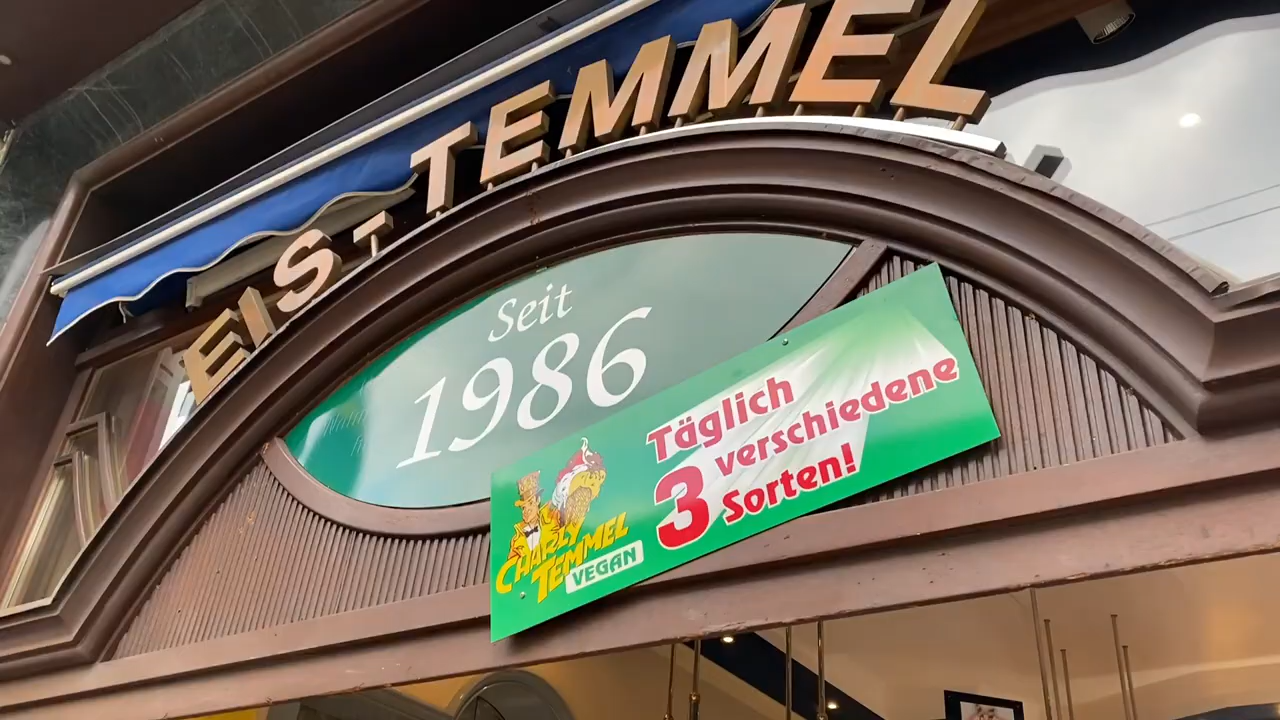 EIS-TEMMEL
Seit
1986
CHARLY
TEMMEL
VEGAN
Täglich
3 verschiedene
Sorten!